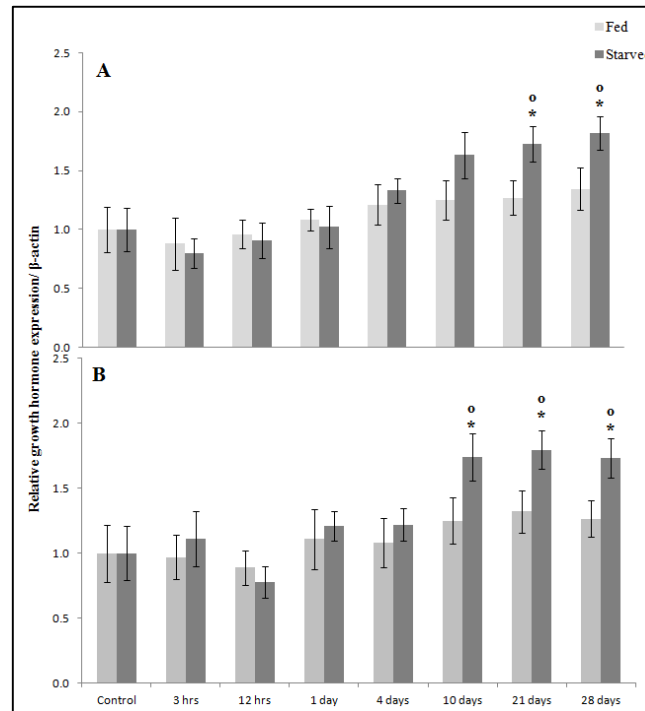 Fed
Starved
A
2.5
2.0
1.5
1.0
0.5
0.0
o o
* *
Relative growth hormone expression/ β-actin
B
2.5
2.0
1.5
1.0
0.5
0.0
o o o
* * *
Control 3 hrs 12 hrs 1 day 4 days 10 days 21 days 28 days